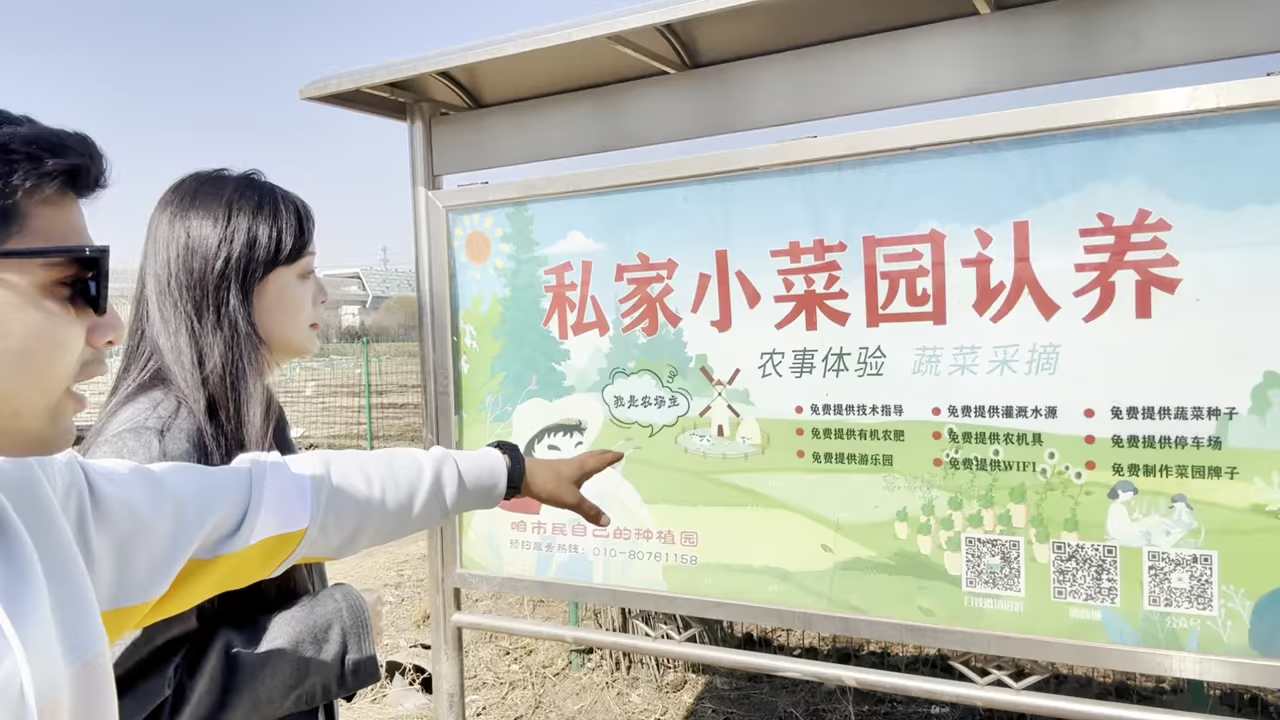 私家小菜园认养
农事体验 蔬菜采摘
我是农场主
免费提供技术指导 免费提供灌溉水源 免费提供蔬菜种子
免费提供有机农肥 免费提供农机具 免费提供停车场
免费提供游乐园 免费提供WIFI 免费制作菜园牌子
咱市民自己的种植园
预约服务热线：010-80761158
公众号